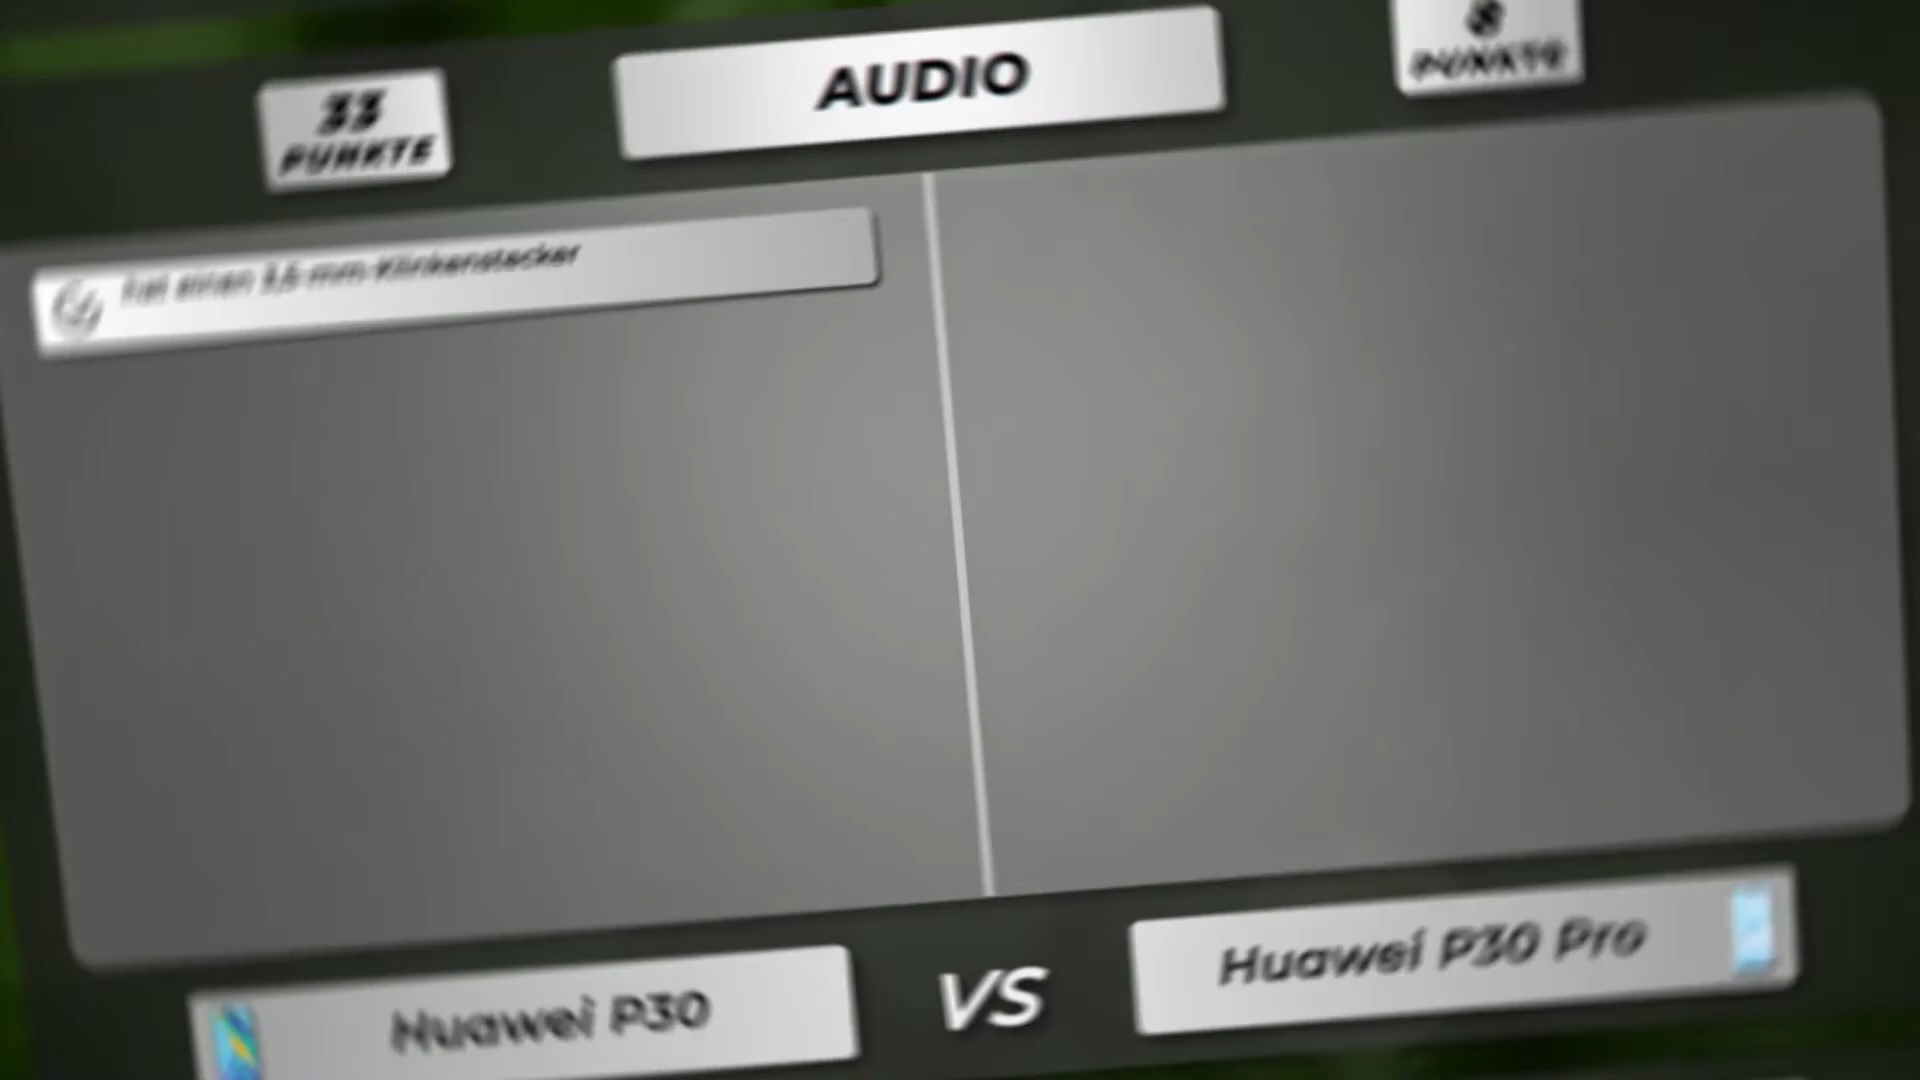 33
PUNKTE
AUDIO
8
PUNKTE
Hat einen 3,5-mm-Klinkenstecker
Huawei P30
VS
Huawei P30 Pro